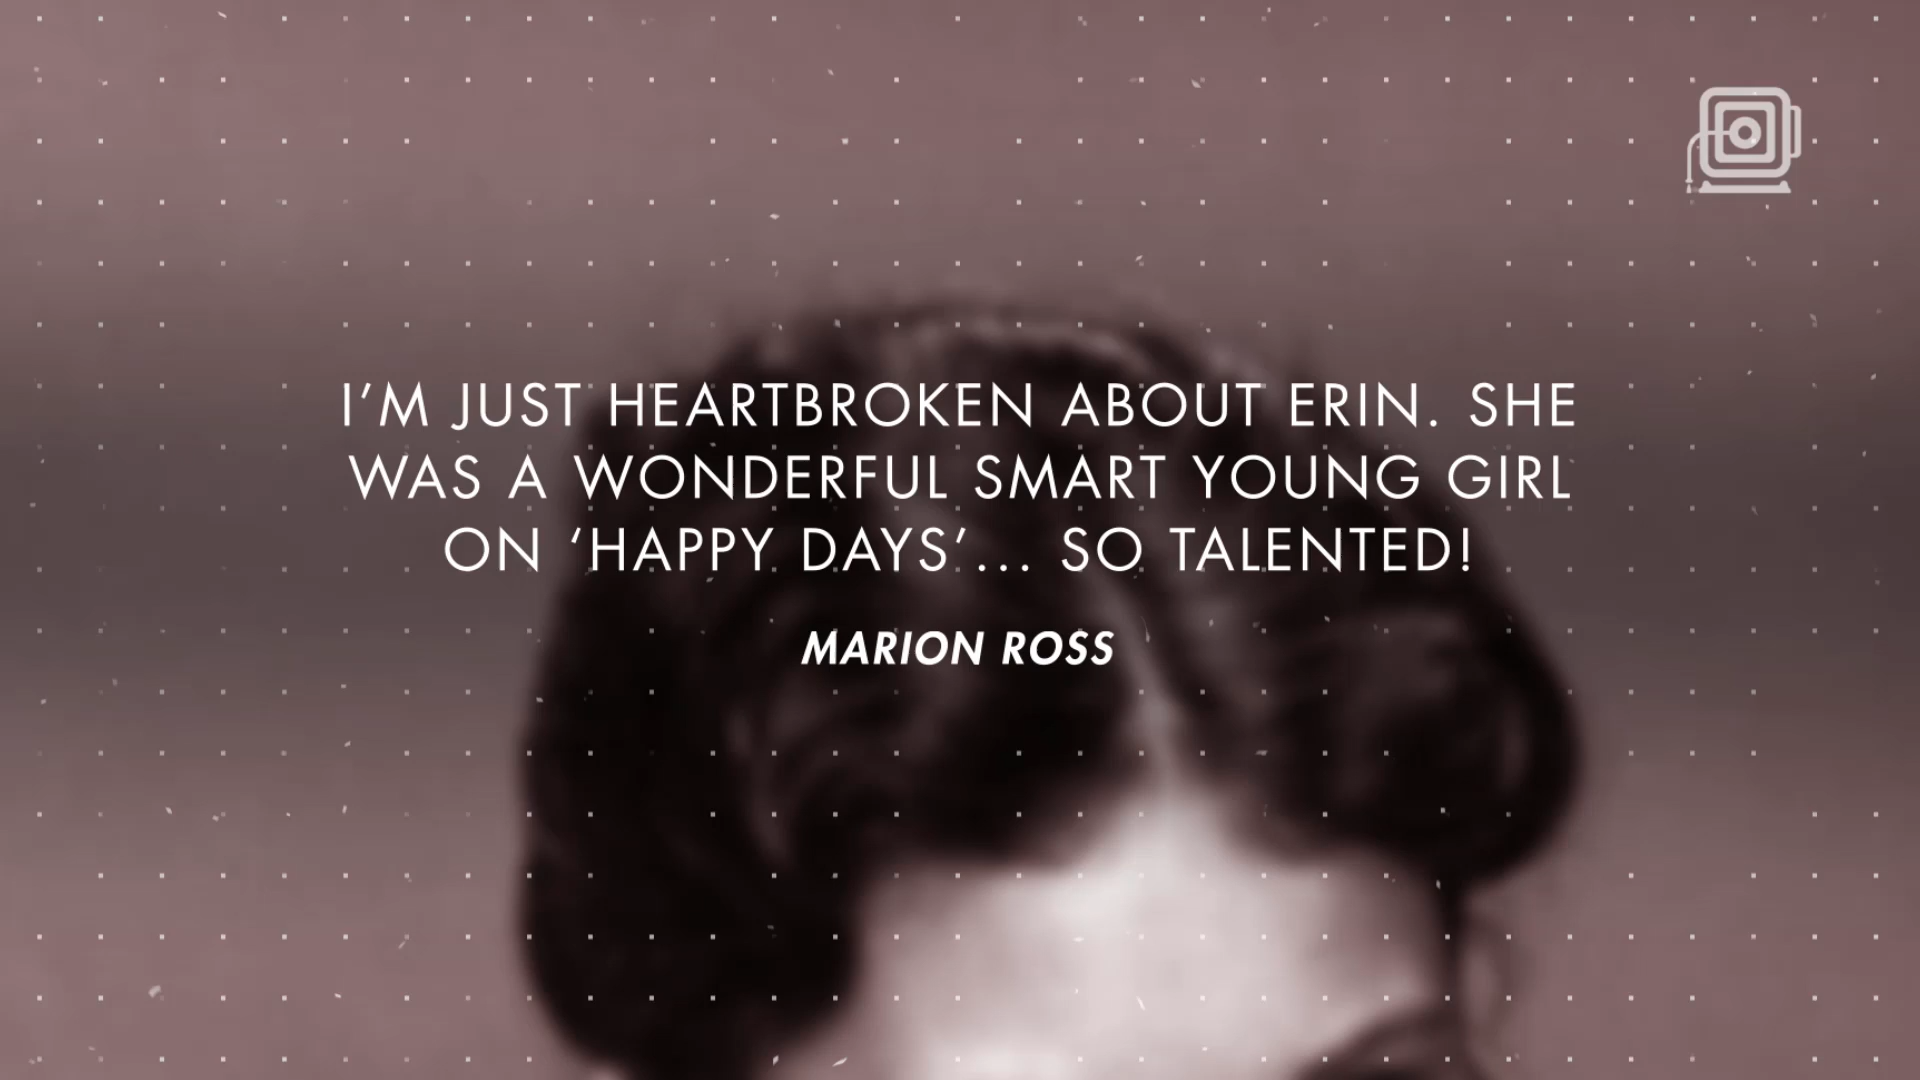 I’M JUST HEARTBROKEN ABOUT ERIN. SHE
WAS A WONDERFUL SMART YOUNG GIRL
ON ‘HAPPY DAYS’... SO TALENTED!
MARION ROSS